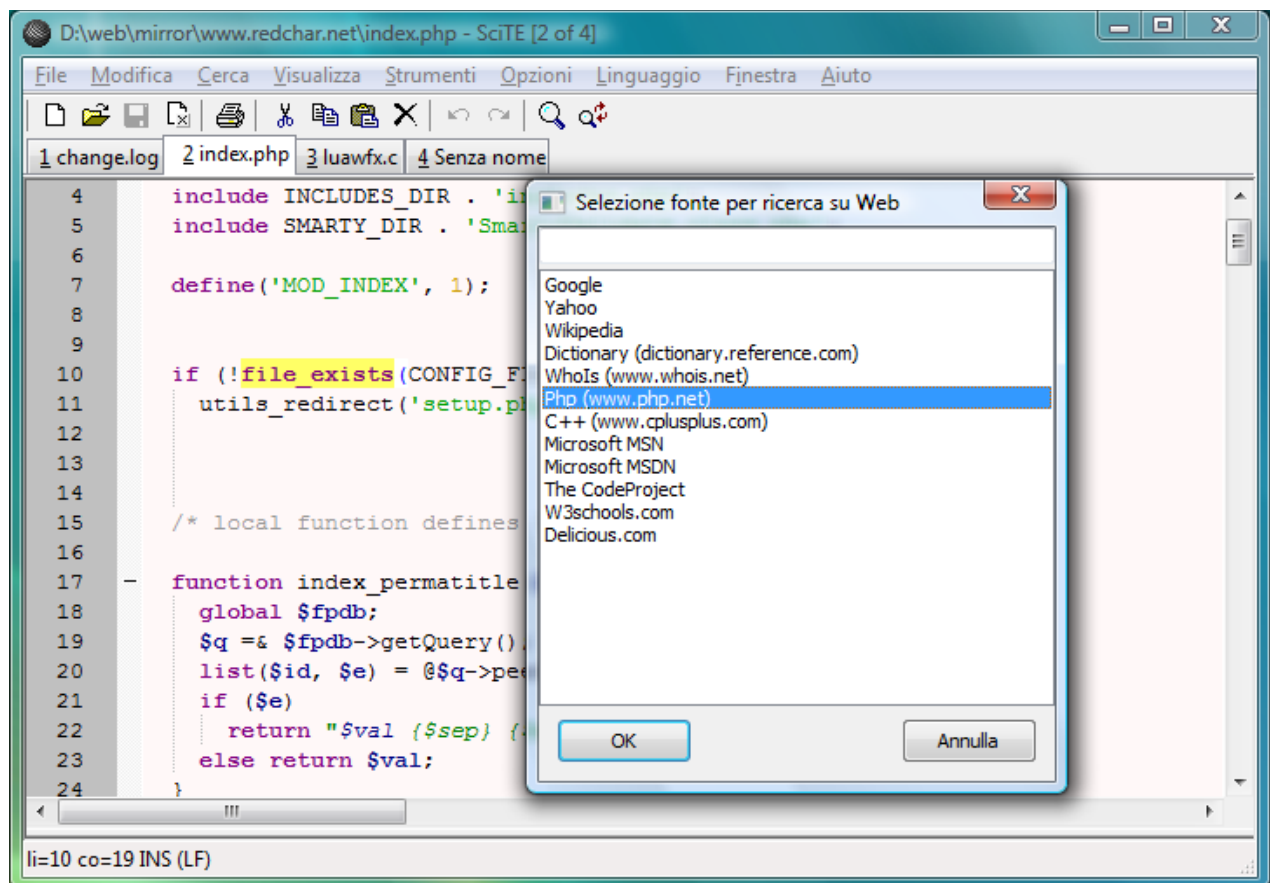 D:\web\mirror\www.redchar.net\index.php - SciTE [2 of 4]
File Modifica Cerca Visualizza Strumenti Opzioni Linguaggio Finestra Aiuto
1 change.log 2 index.php 3 luawfx.c 4 Senza nome
4 include INCLUDES_DIR . 'in
5 include SMARTY_DIR . 'Smar
6
7 define('MOD_INDEX', 1);
8
9
10 if (!file_exists(CONFIG_F
11 utils_redirect('setup.p
12
13
14
15 /* local function defines
16
17 function index_permatitle
18 global $fpdb;
19 $q =& $fpdb->getQuery()
20 list($id, $e) = @$q->pee
21 if ($e)
22 return "$val {$sep} {
23 else return $val;
24 }
li=10 co=19 INS (LF)
Selezione fonte per ricerca su Web
Google
Yahoo
Wikipedia
Dictionary (dictionary.reference.com)
WhoIs (www.whois.net)
Php (www.php.net)
C++ (www.cplusplus.com)
Microsoft MSN
Microsoft MSDN
The CodeProject
W3schools.com
Delicious.com
OK Annulla